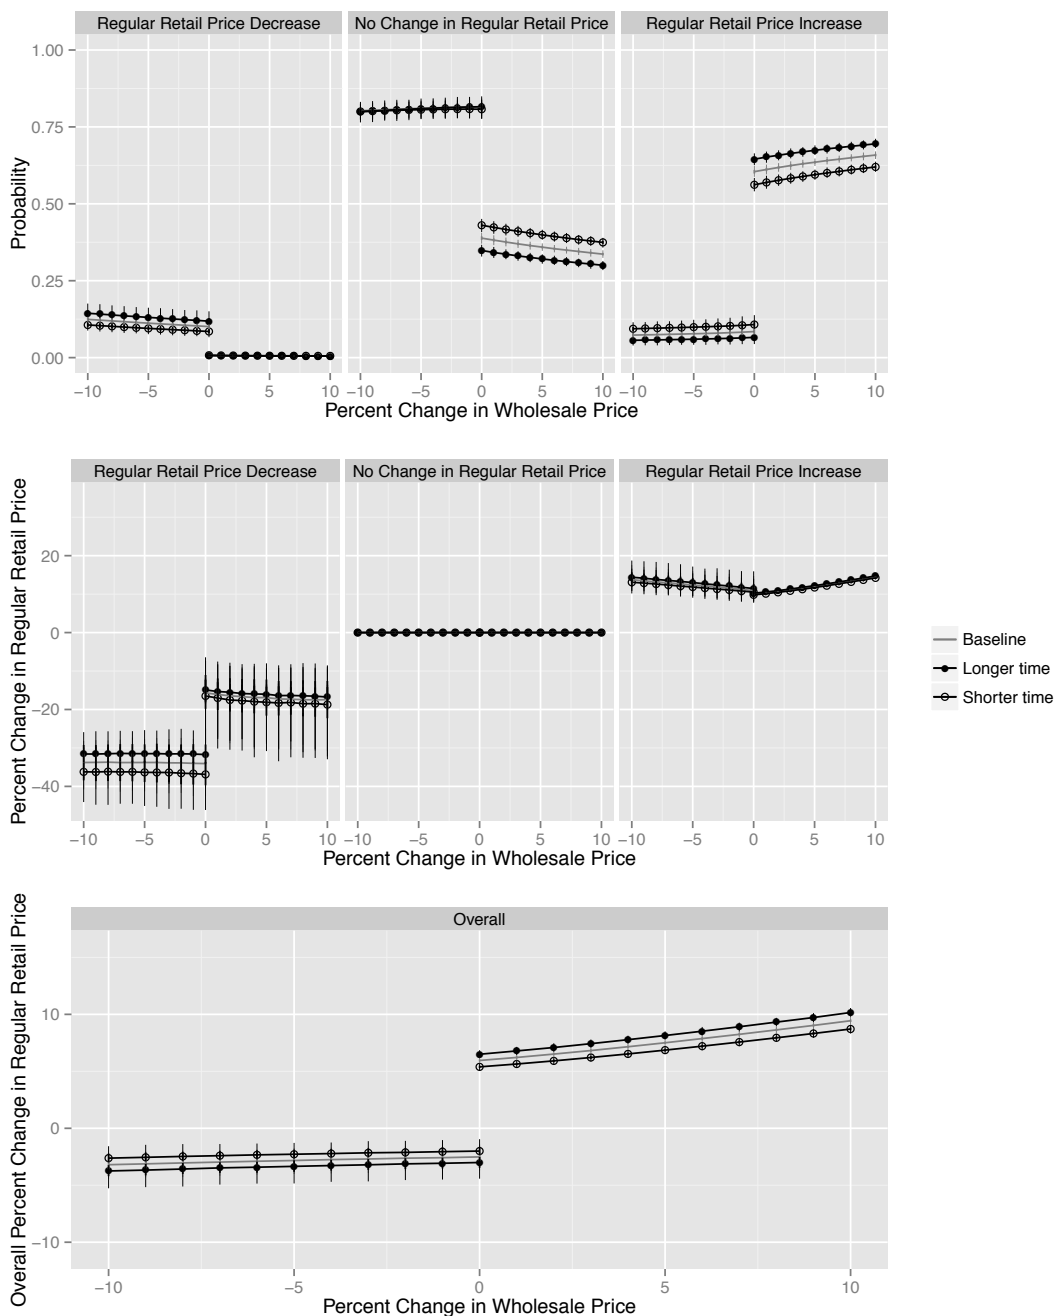 Regular Retail Price Decrease
No Change in Regular Retail Price
Regular Retail Price Increase
Probability
1.00
0.75
0.50
0.25
0.00
−10 −5 0 5 10
−10 −5 0 5 10
−10 −5 0 5 10
Percent Change in Wholesale Price
Regular Retail Price Decrease
No Change in Regular Retail Price
Regular Retail Price Increase
Percent Change in Regular Retail Price
20
0
−20
−40
−10 −5 0 5 10
−10 −5 0 5 10
−10 −5 0 5 10
Percent Change in Wholesale Price
Baseline
Longer time
Shorter time
Overall
Overall Percent Change in Regular Retail Price
10
0
−10
−10 −5 0 5 10
Percent Change in Wholesale Price